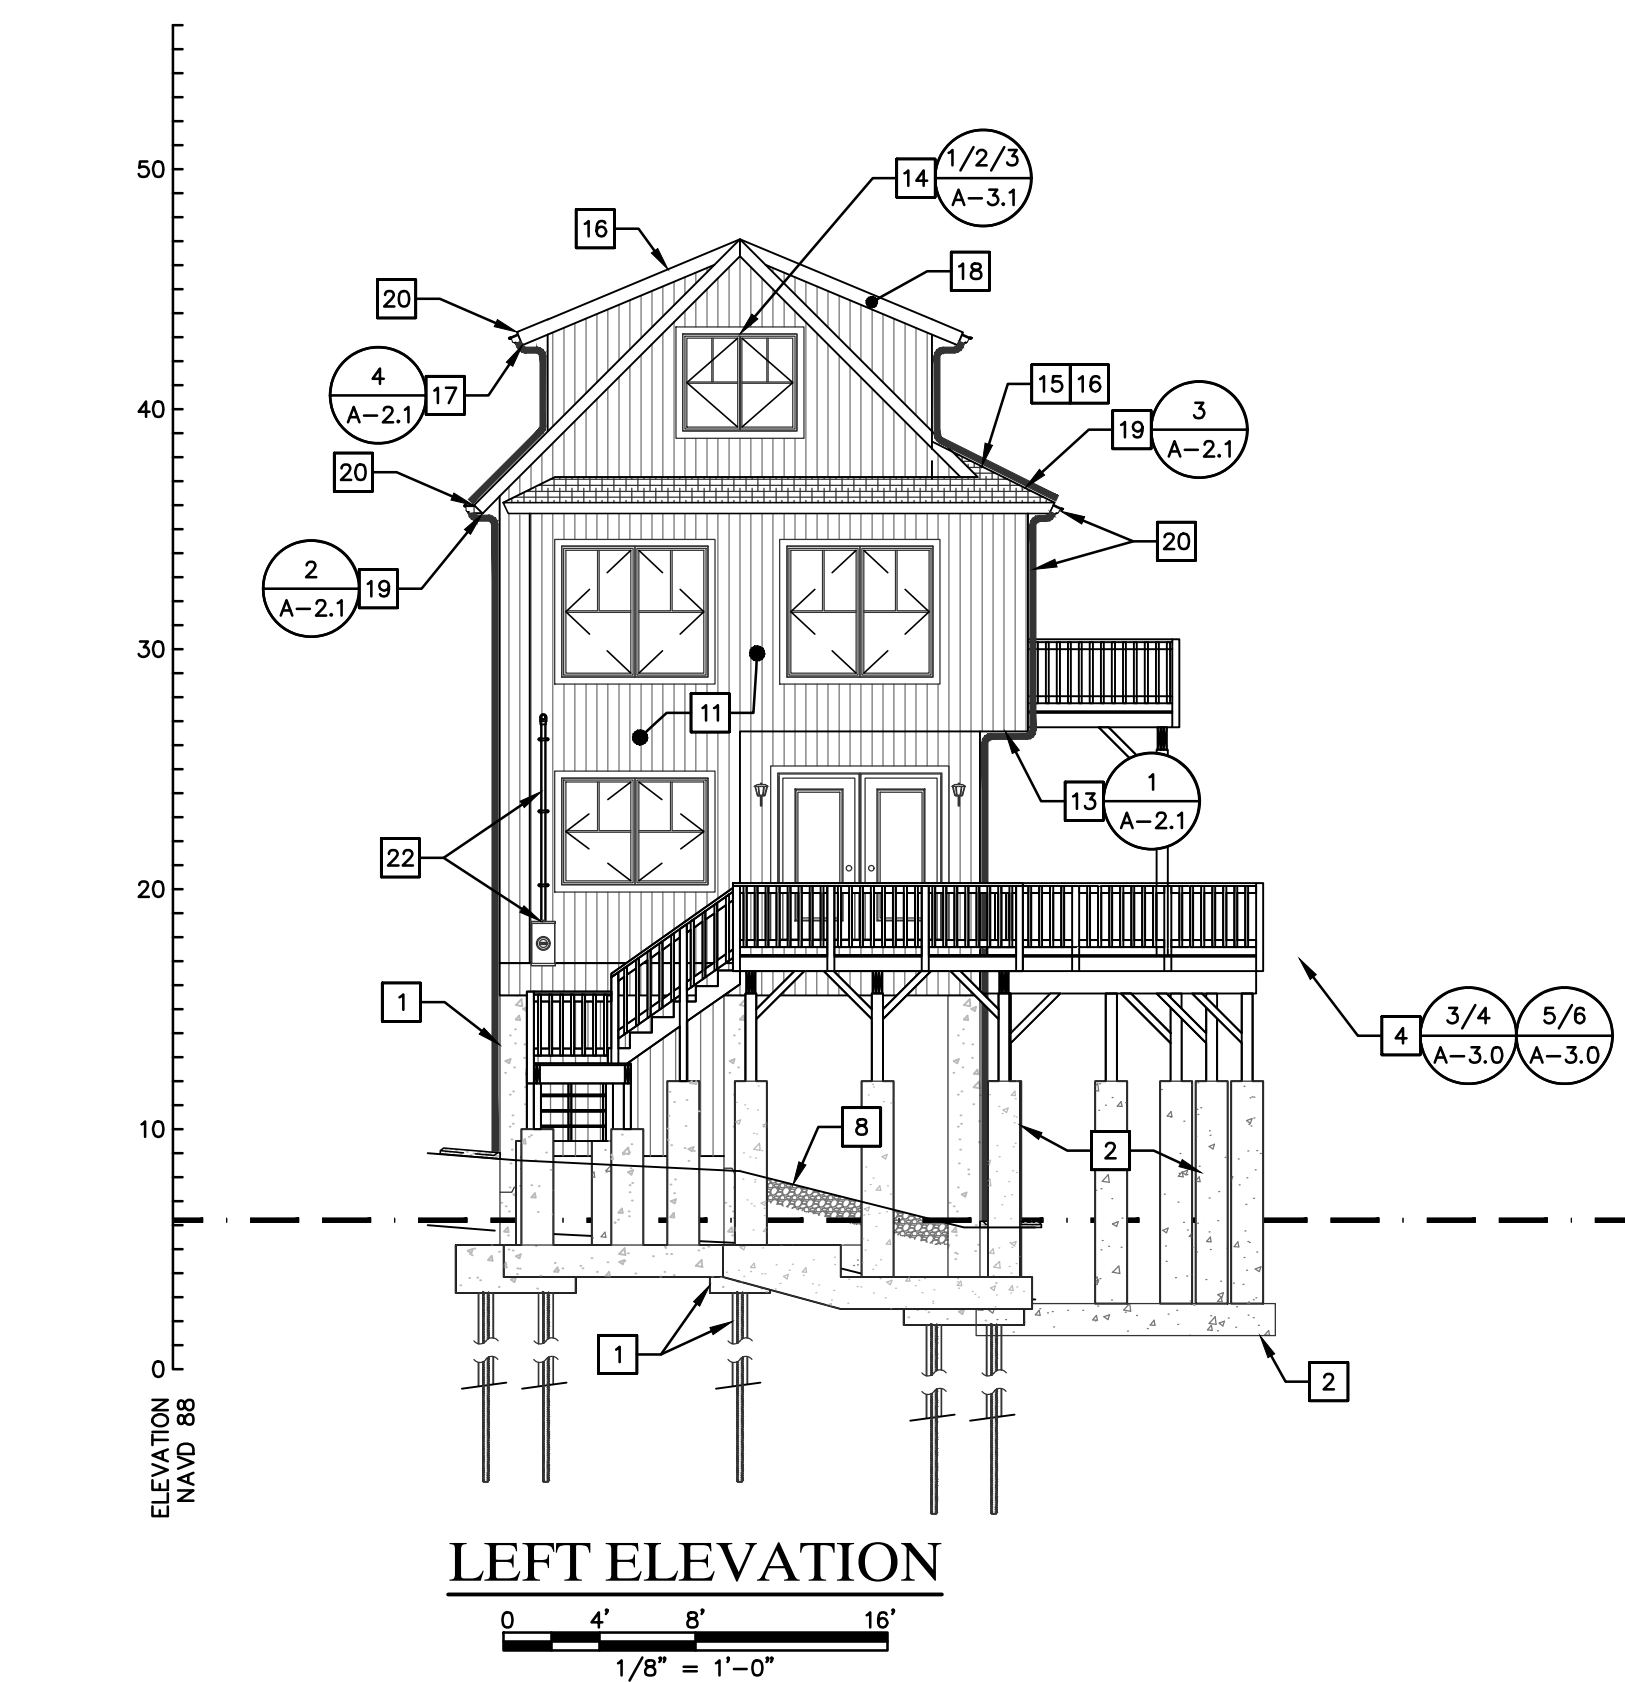 50
40
30
20
10
0
ELEVATION
NAVD 88
14
1/2/3
A-3.1
16
18
20
4
A-2.1
17
15 16
19
3
A-2.1
20
20
2
A-2.1
19
11
13
1
A-2.1
22
1
4
3/4
A-3.0
5/6
A-3.0
8
2
1
2
LEFT ELEVATION
0 4' 8' 16'
1/8" = 1'-0"